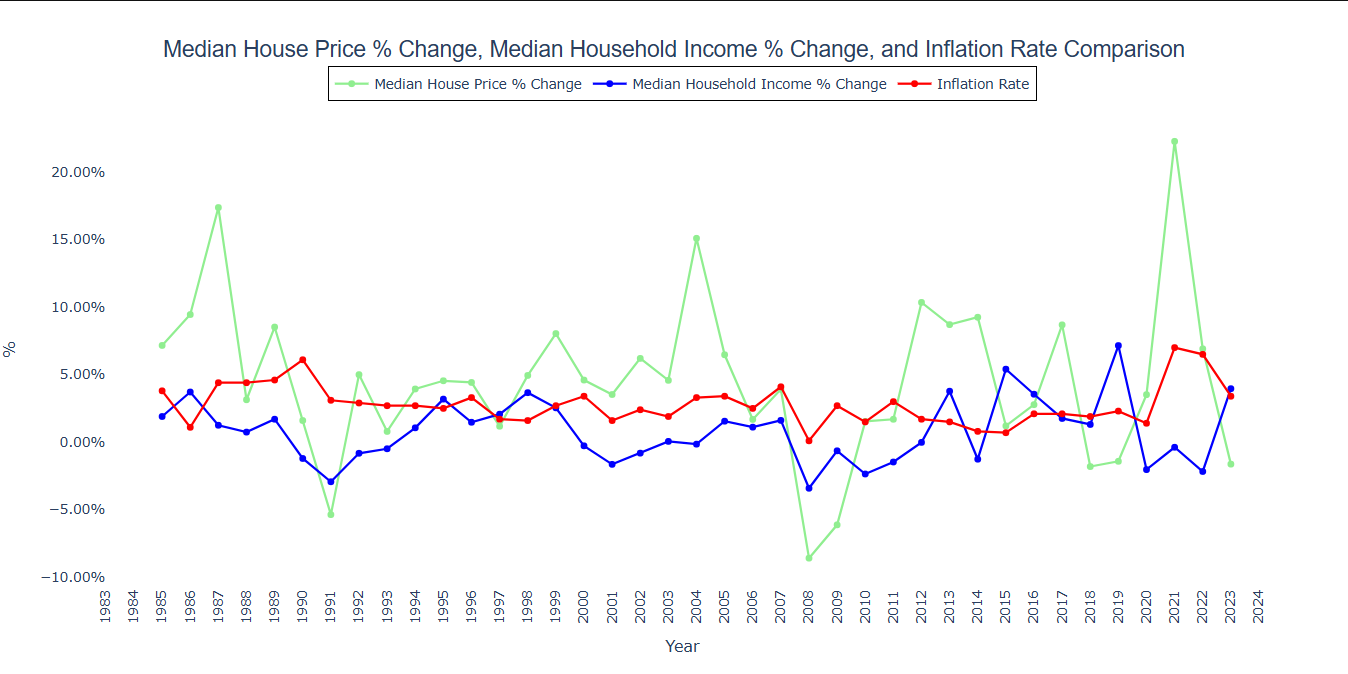 Median House Price % Change, Median Household Income % Change, and Inflation Rate Comparison
Median House Price % Change Median Household Income % Change Inflation Rate
20.00%
15.00%
10.00%
5.00%
0.00%
−5.00%
−10.00%
%
1983 1984 1985 1986 1987 1988 1989 1990 1991 1992 1993 1994 1995 1996 1997 1998 1999 2000 2001 2002 2003 2004 2005 2006 2007 2008 2009 2010 2011 2012 2013 2014 2015 2016 2017 2018 2019 2020 2021 2022 2023 2024
Year